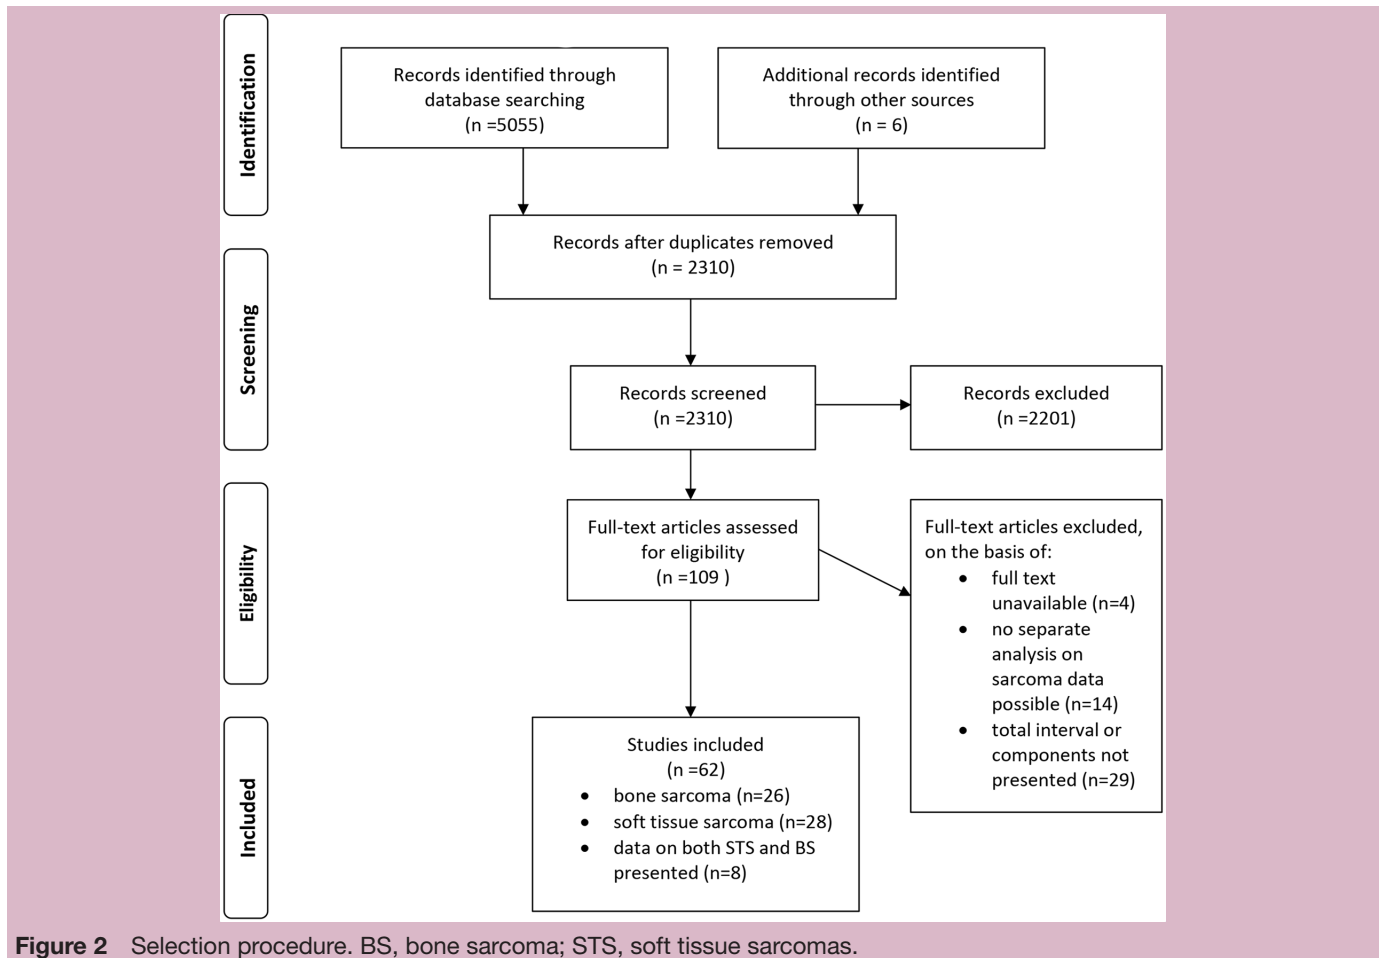 Identification
Records identified through
database searching
(n =5055)
Additional records identified
through other sources
(n = 6)
Records after duplicates removed
(n = 2310)
Screening
Records screened
(n =2310)
Records excluded
(n =2201)
Eligibility
Full-text articles assessed
for eligibility
(n =109 )
Full-text articles excluded,
on the basis of:
• full text
unavailable (n=4)
• no separate
analysis on
sarcoma data
possible (n=14)
• total interval or
components not
presented (n=29)
Included
Studies included
(n =62)
• bone sarcoma (n=26)
• soft tissue sarcoma (n=28)
• data on both STS and BS
presented (n=8)
Figure 2 Selection procedure. BS, bone sarcoma; STS, soft tissue sarcomas.